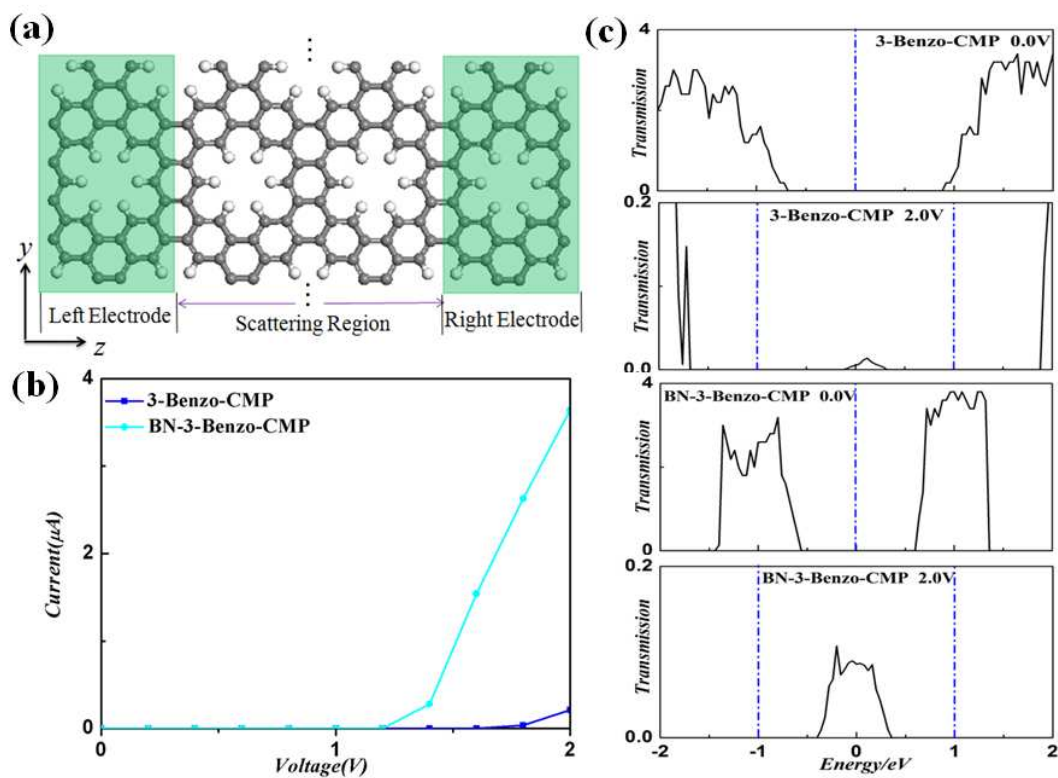 (a)
y
z
Left Electrode
Scattering Region
Right Electrode
(b)
3-Benzo-CMP
BN-3-Benzo-CMP
Current(μA)
4
2
0
0
1
2
Voltage(V)
(c)
3-Benzo-CMP 0.0V
Transmission
4
0
3-Benzo-CMP 2.0V
Transmission
0.2
0.0
BN-3-Benzo-CMP 0.0V
Transmission
4
0
BN-3-Benzo-CMP 2.0V
Transmission
0.2
0.0
-2
-1
0
1
2
Energy/eV